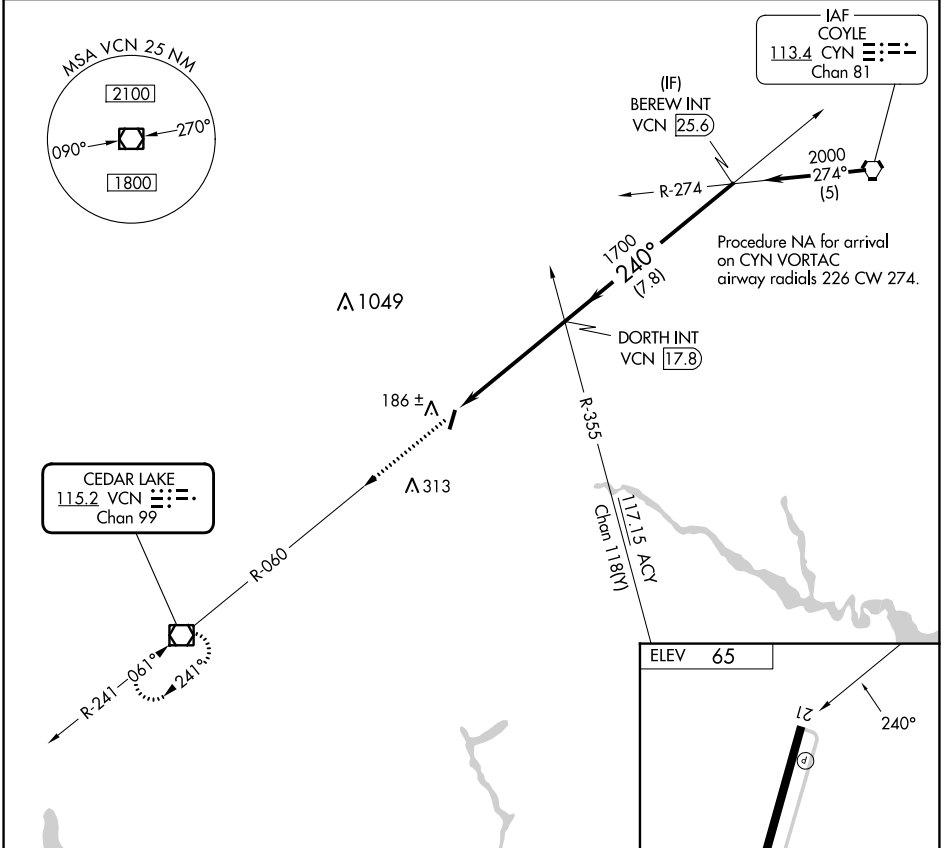 MSA VCN 25 NM
2100
090°
270°
1800
IAF
COYLE
113.4 CYN
Chan 81
(IF)
BEREW INT
VCN 25.6
2000
274°
(5)
R-274
1700
240°
(7.8)
Procedure NA for arrival
on CYN VORTAC
airway radials 226 CW 274.
1049
DORTH INT
VCN 17.8
186 ±
R-355
313
CEDAR LAKE
115.2 VCN
Chan 99
117.15 ACY
Chan 118(Y)
R-060
R-241
061°
241°
ELEV 65
21
240°
P